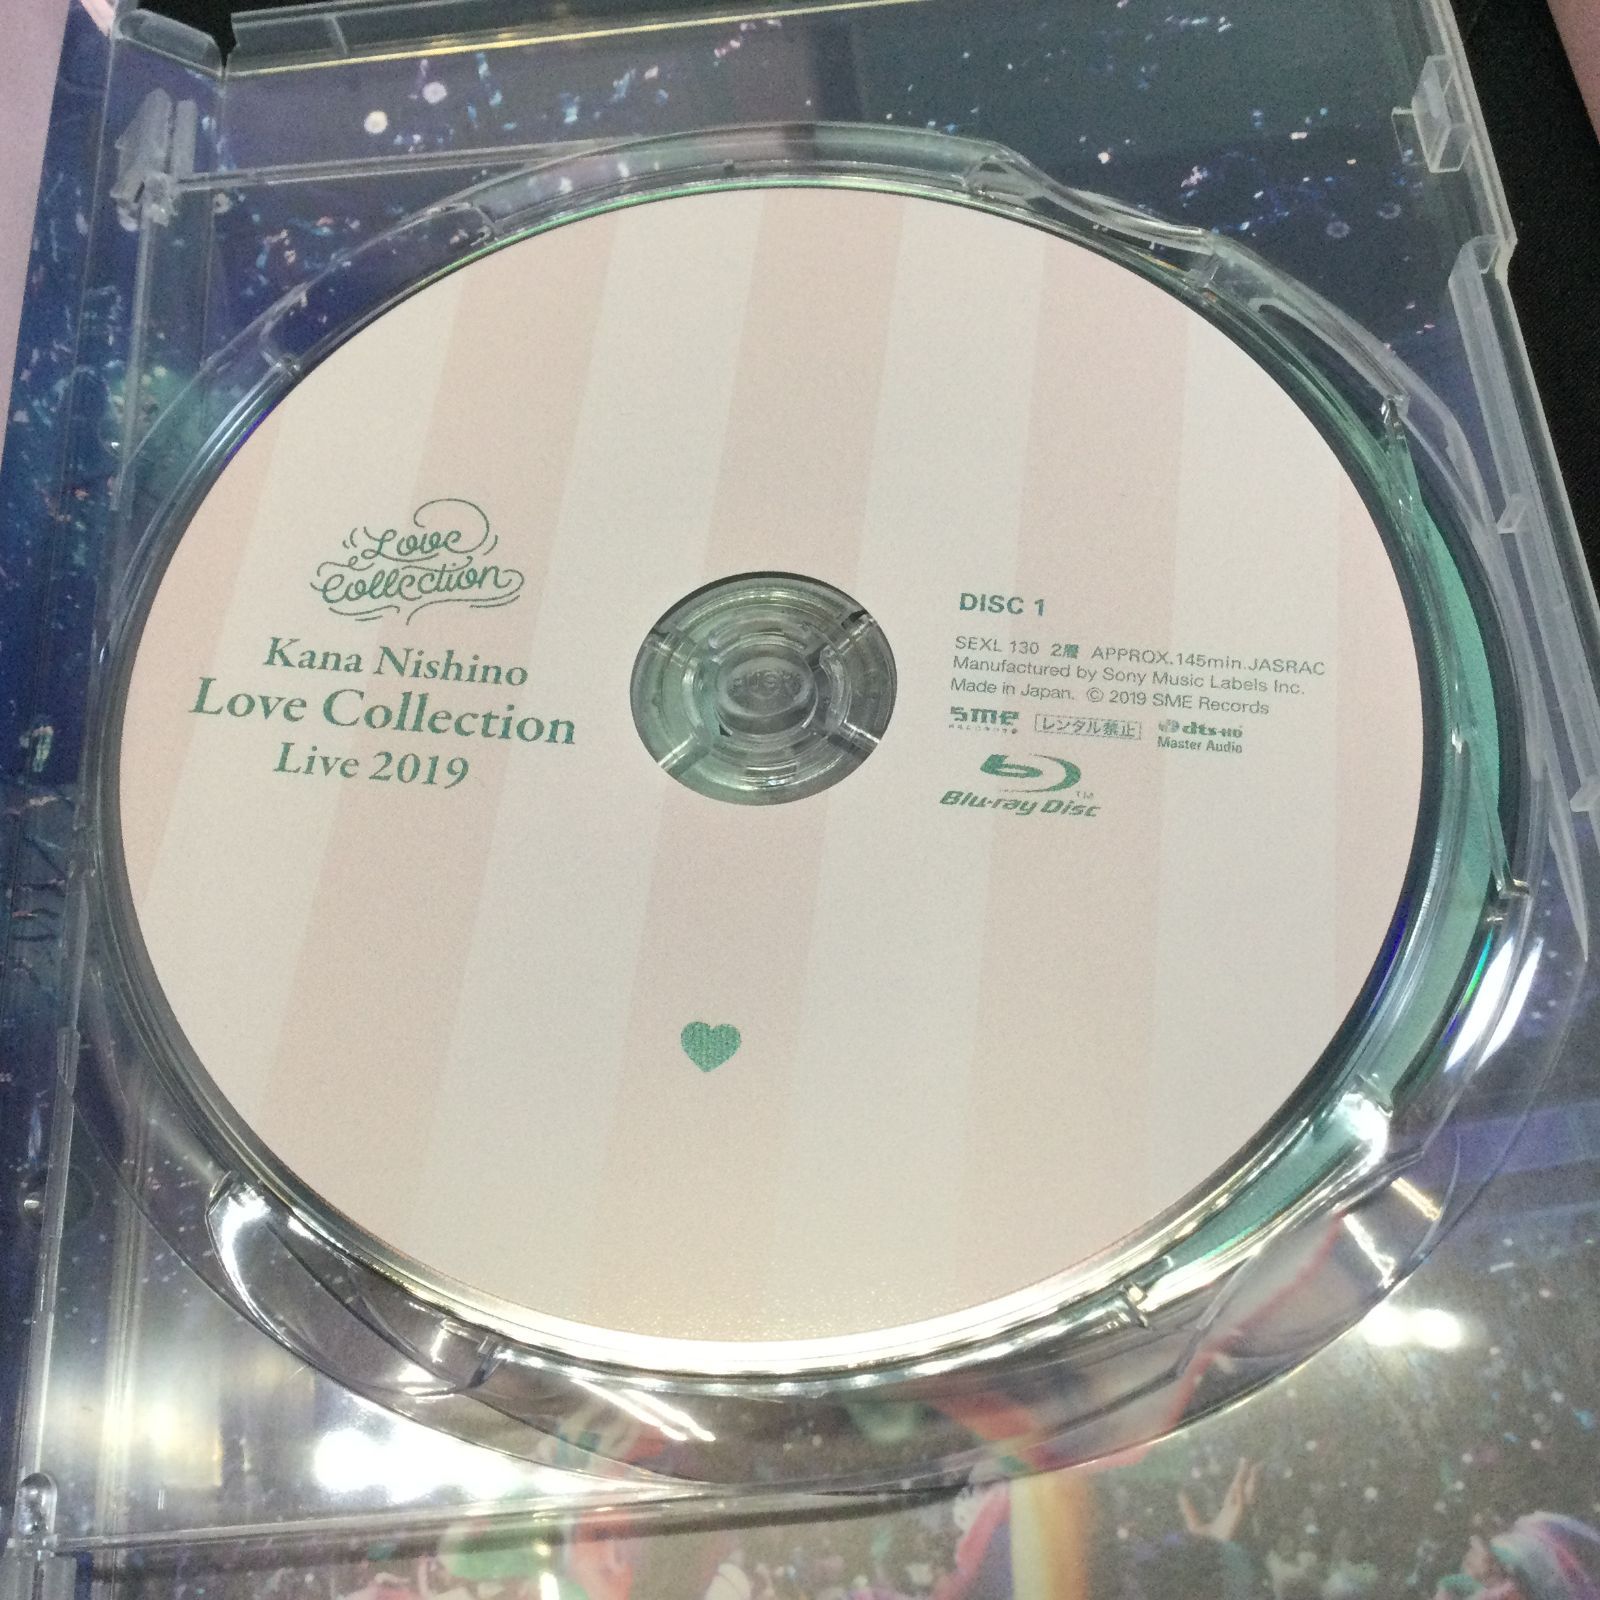 Love
Collection
Kana Nishino
Love Collection
Live 2019
PUSH
DISC 1
SEXL 130 2層 APPROX.145min.JASRAC
Manufactured by Sony Music Labels Inc.
Made in Japan. © 2019 SME Records
sme レンタル禁止 dts-HD
Master Audio
Blu-ray Disc™